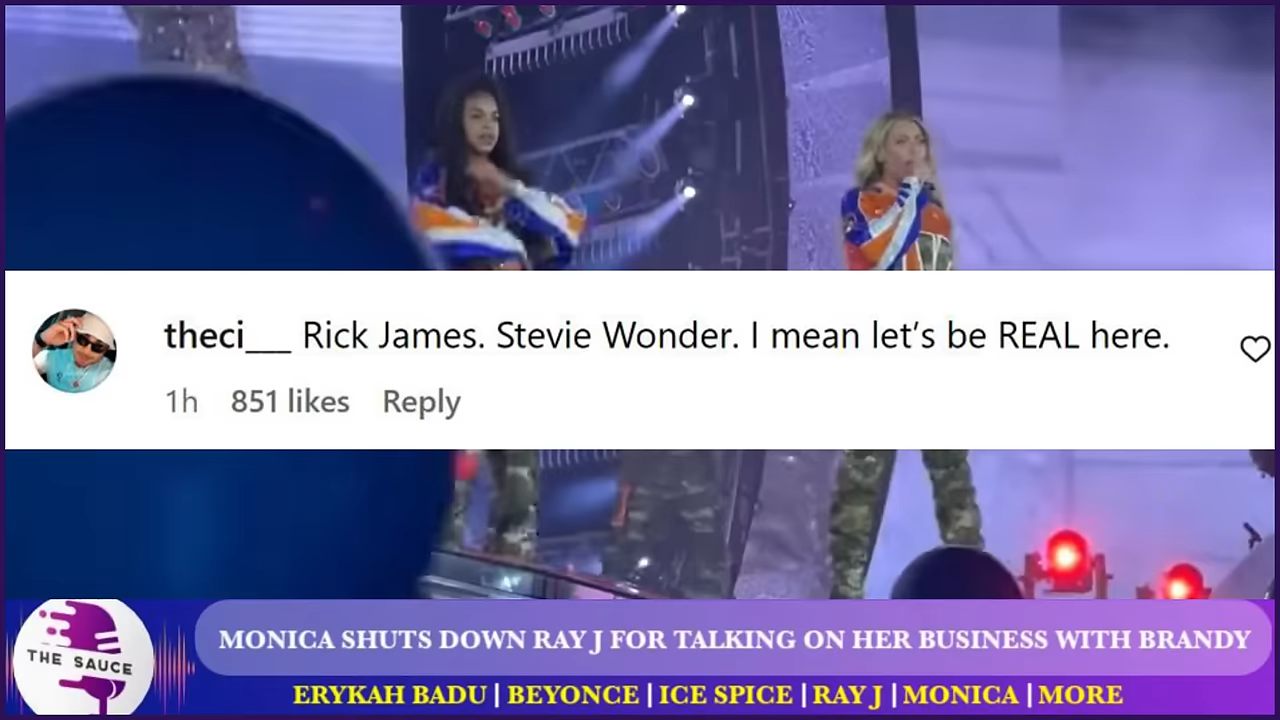 theci___ Rick James. Stevie Wonder. I mean let's be REAL here.
1h 851 likes Reply
THE SAUCE
MONICA SHUTS DOWN RAY J FOR TALKING ON HER BUSINESS WITH BRANDY
ERYKAH BADU | BEYONCE | ICE SPICE | RAY J | MONICA | MORE